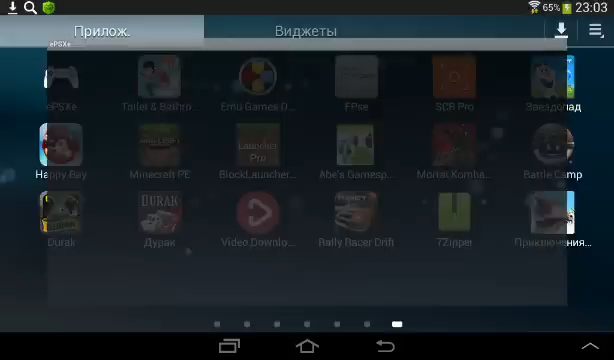 65% 23:03
Прилож. Виджеты
ePSXe
ePSXe Toilet & Bathro... Emu Games FPse SCR Pro Звездопад
Happy Bay Minecraft PE BlockLauncher... Abe's Gamesp... Mortal Komba... Battle Camp
Durak Дурак Video Downlo... Rally Racer Drift 7Zipper Приключения...